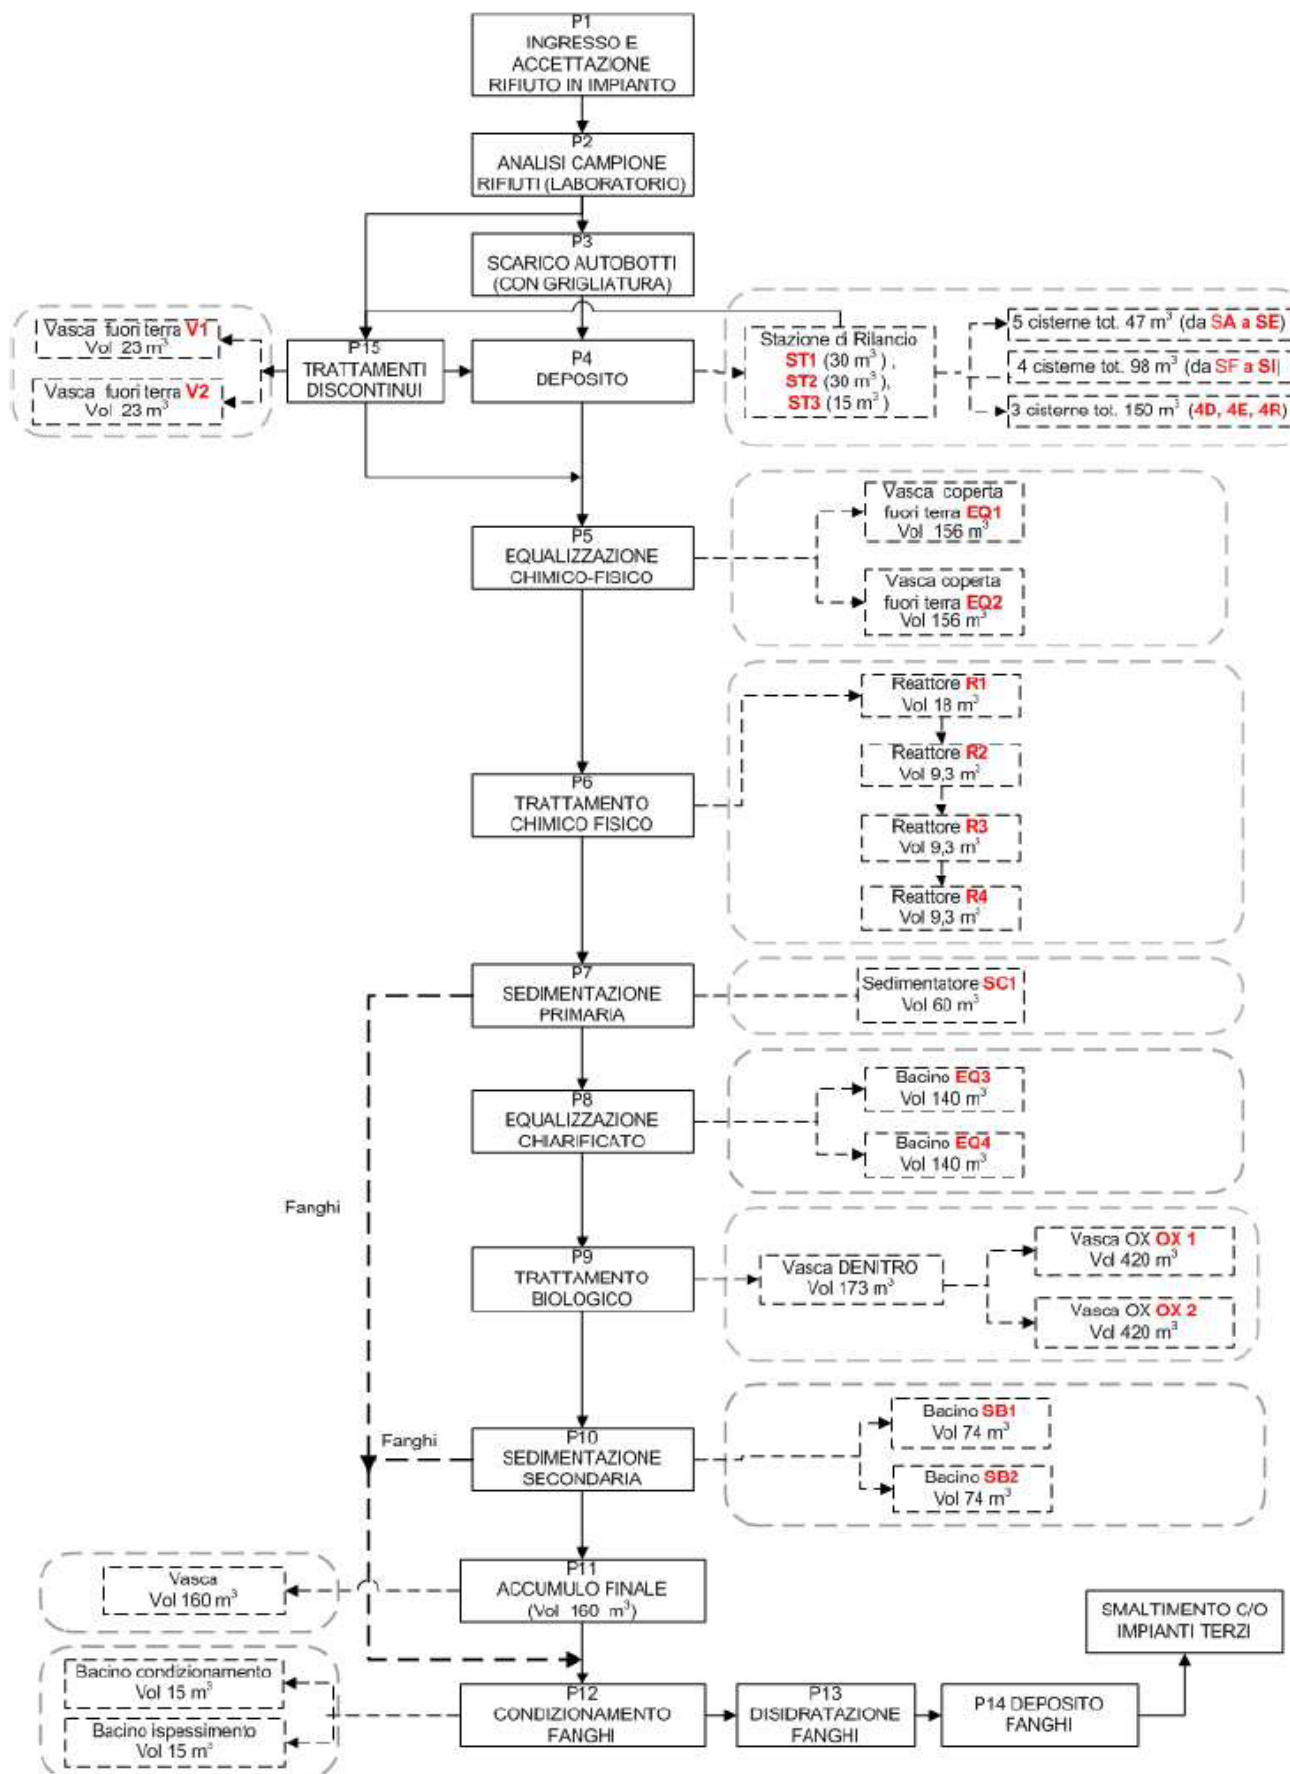 P1
INGRESSO E
ACCETTAZIONE
RIFIUTO IN IMPIANTO
P2
ANALISI CAMPIONE
RIFIUTI (LABORATORIO)
P3
SCARICO AUTOBOTTI
(CON GRIGLIATURA)
Vasca fuori terra V1
Vol 23 m³
Vasca fuori terra V2
Vol 23 m³
P15
TRATTAMENTI
DISCONTINUI
P4
DEPOSITO
Stazione di Rilancio
ST1 (30 m³),
ST2 (30 m³),
ST3 (15 m³)
5 cisterne tot. 47 m³ (da SA a SE)
4 cisterne tot. 98 m³ (da SF a SI)
3 cisterne tot. 150 m³ (4D, 4E, 4R)
P5
EQUALIZZAZIONE
CHIMICO-FISICO
Vasca coperta
fuori terra EQ1
Vol 156 m³
Vasca coperta
fuori terra EQ2
Vol 156 m³
P6
TRATTAMENTO
CHIMICO FISICO
Reattore R1
Vol 18 m³
Reattore R2
Vol 9,3 m³
Reattore R3
Vol 9,3 m³
Reattore R4
Vol 9,3 m³
P7
SEDIMENTAZIONE
PRIMARIA
Sedimentatore SC1
Vol 60 m³
P8
EQUALIZZAZIONE
CHIARIFICATO
Bacino EQ3
Vol 140 m³
Bacino EQ4
Vol 140 m³
Fanghi
P9
TRATTAMENTO
BIOLOGICO
Vasca DENITRO
Vol 173 m³
Vasca OX OX 1
Vol 420 m³
Vasca OX OX 2
Vol 420 m³
Fanghi
P10
SEDIMENTAZIONE
SECONDARIA
Bacino SB1
Vol 74 m³
Bacino SB2
Vol 74 m³
Vasca
Vol 160 m³
P11
ACCUMULO FINALE
(Vol 160 m³)
SMALTIMENTO C/O
IMPIANTI TERZI
Bacino condizionamento
Vol 15 m³
Bacino ispessimento
Vol 15 m³
P12
CONDIZIONAMENTO
FANGHI
P13
DISIDRATAZIONE
FANGHI
P14 DEPOSITO
FANGHI